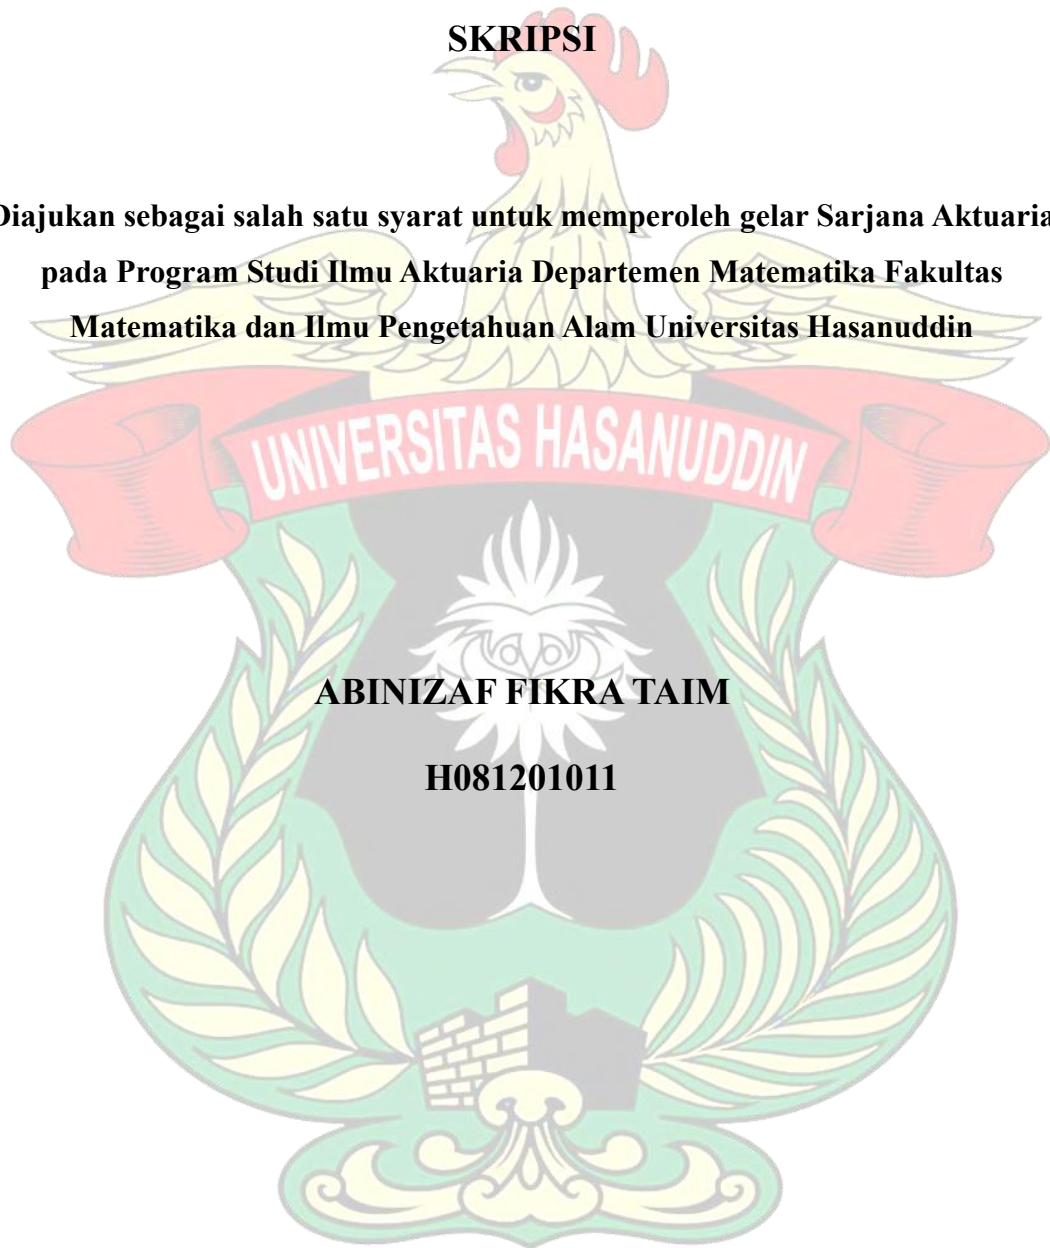 SKRIPSI
Diajukan sebagai salah satu syarat untuk memperoleh gelar Sarjana Aktuaria
pada Program Studi Ilmu Aktuaria Departemen Matematika Fakultas
Matematika dan Ilmu Pengetahuan Alam Universitas Hasanuddin
UNIVERSITAS HASANUDDIN
ABINIZAF FIKRA TAIM
H081201011